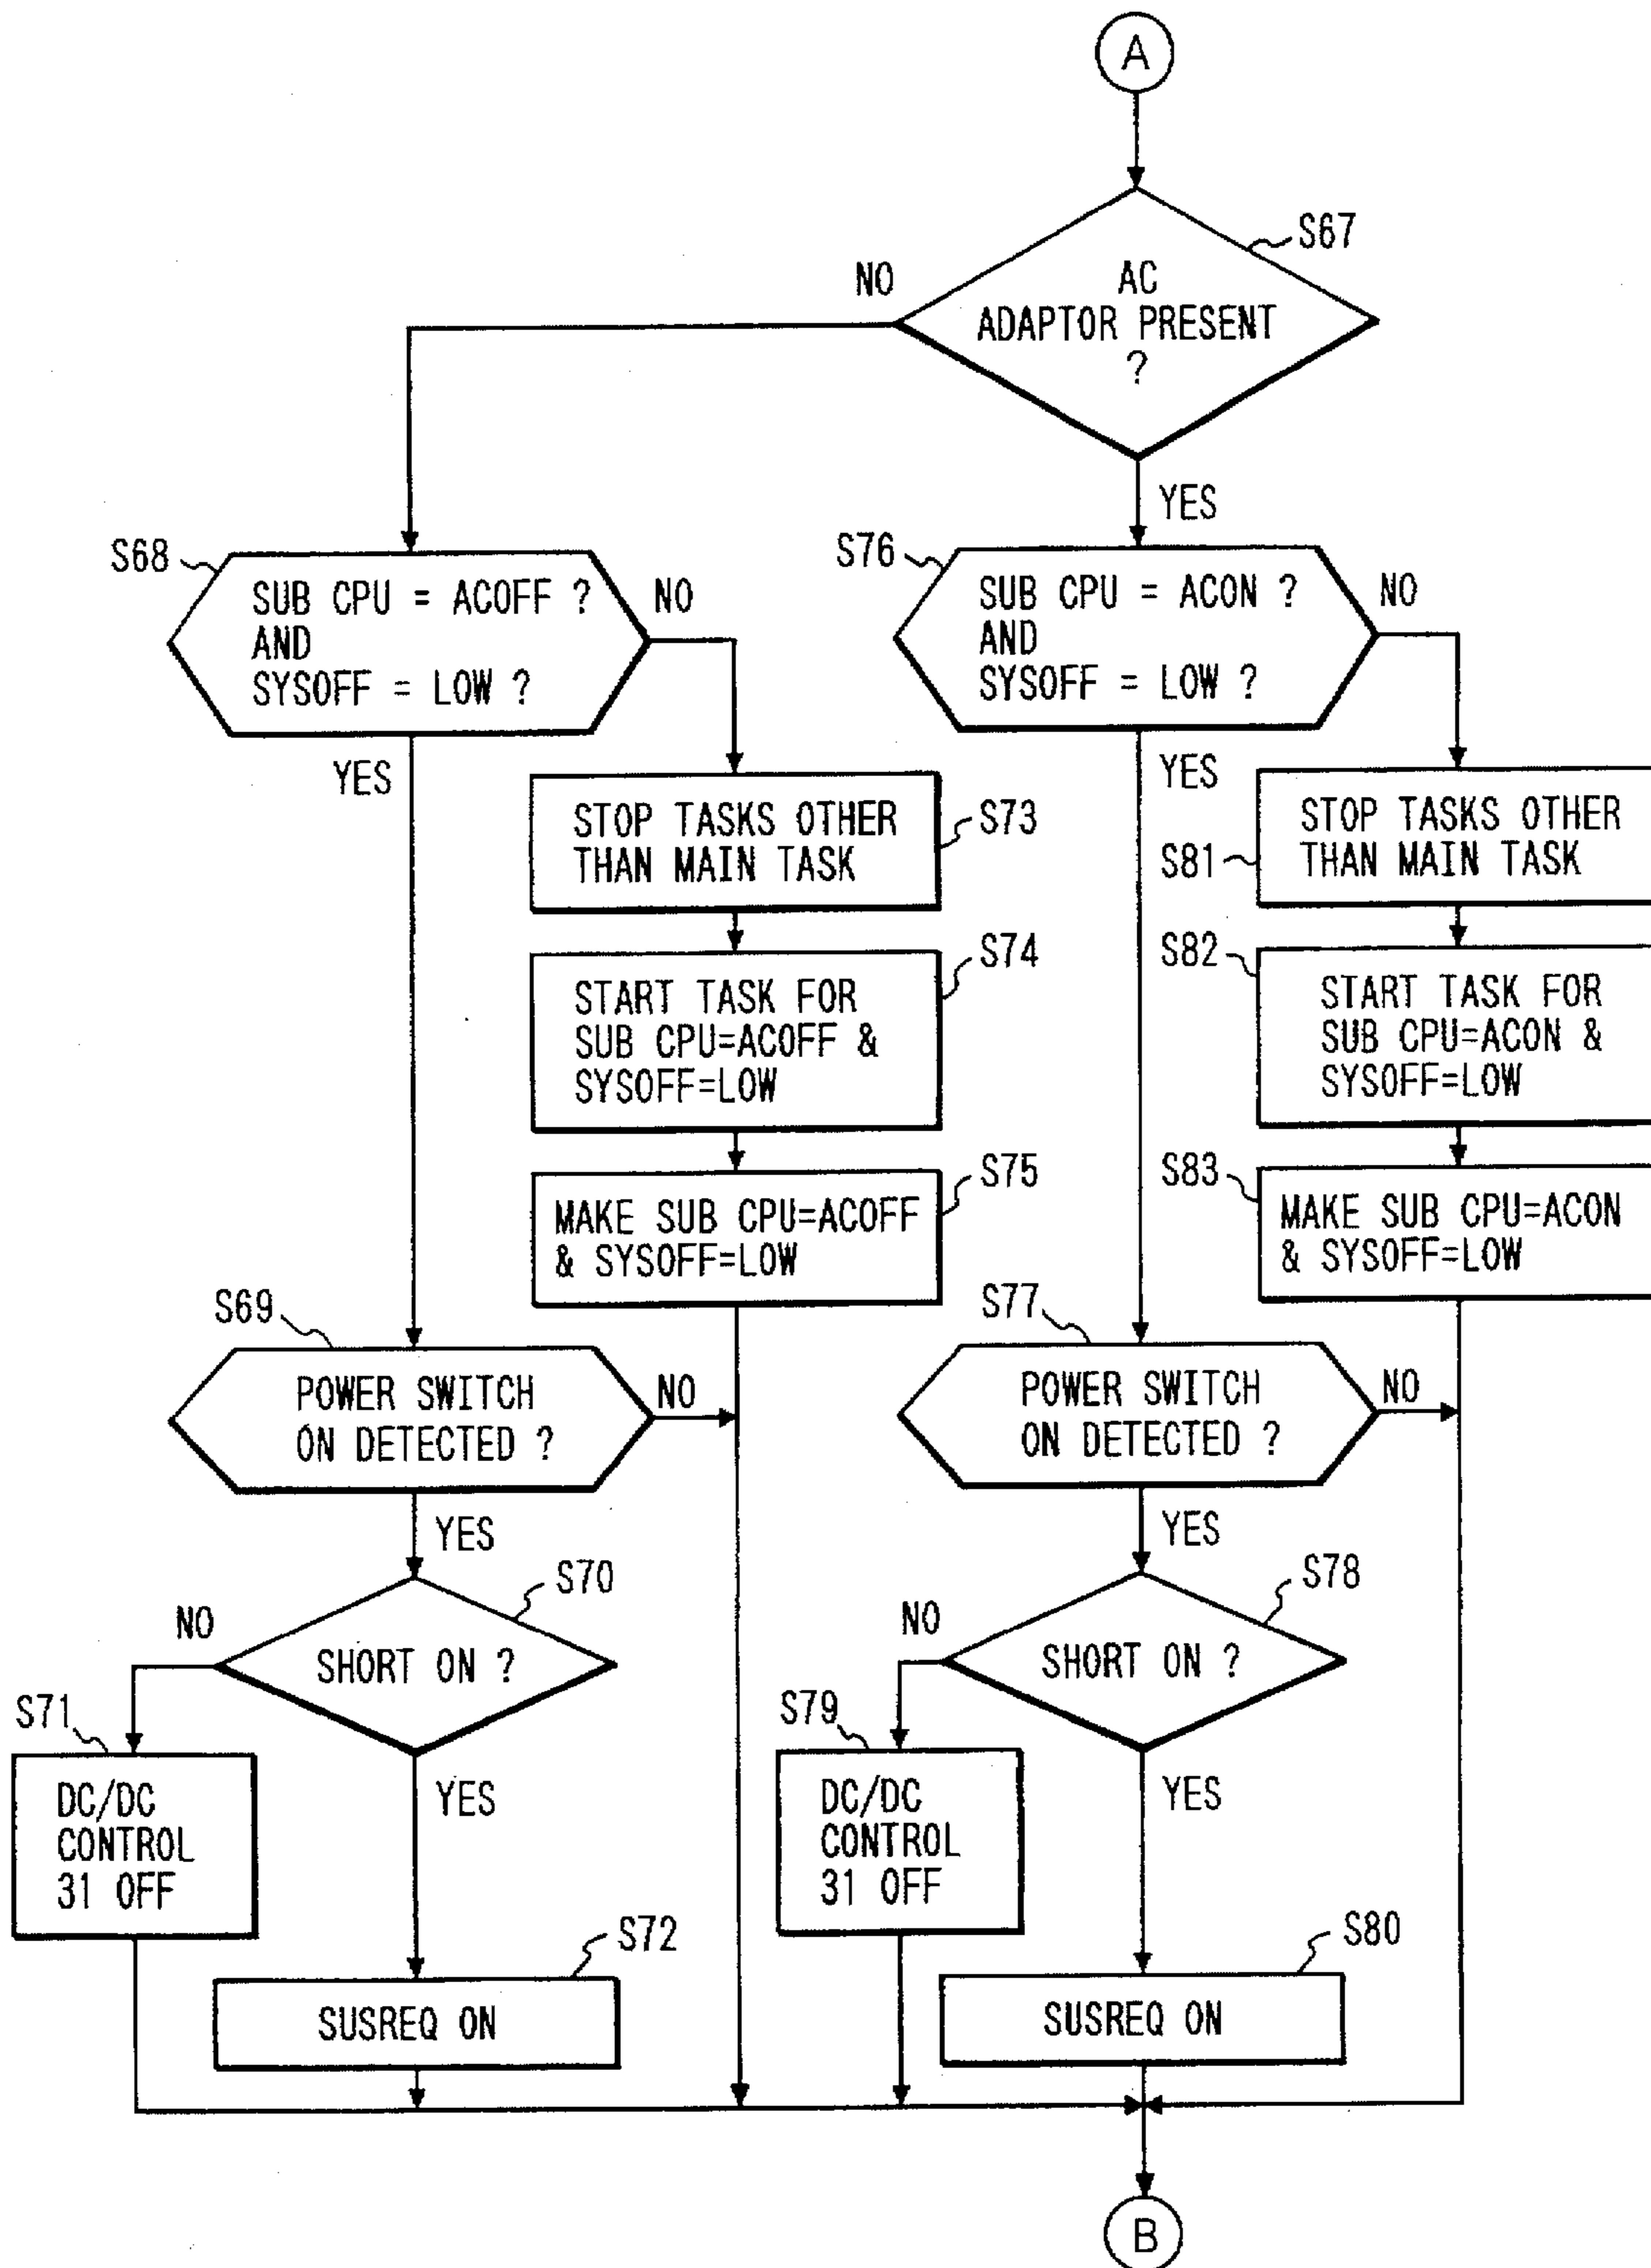 A
S67
NO
AC
ADAPTOR PRESENT
?
YES
S68
SUB CPU = ACOFF ?
AND
SYSOFF = LOW ?
NO
YES
S76
SUB CPU = ACON ?
AND
SYSOFF = LOW ?
NO
YES
STOP TASKS OTHER
THAN MAIN TASK
S73
S81
STOP TASKS OTHER
THAN MAIN TASK
S74
START TASK FOR
SUB CPU=ACOFF &
SYSOFF=LOW
S82
START TASK FOR
SUB CPU=ACON &
SYSOFF=LOW
S75
MAKE SUB CPU=ACOFF
& SYSOFF=LOW
S83
MAKE SUB CPU=ACON
& SYSOFF=LOW
S69
POWER SWITCH
ON DETECTED ?
NO
YES
S77
POWER SWITCH
ON DETECTED ?
NO
YES
S70
NO
SHORT ON ?
YES
S78
NO
SHORT ON ?
YES
S71
DC/DC
CONTROL
31 OFF
S79
DC/DC
CONTROL
31 OFF
S72
SUSREQ ON
S80
SUSREQ ON
B